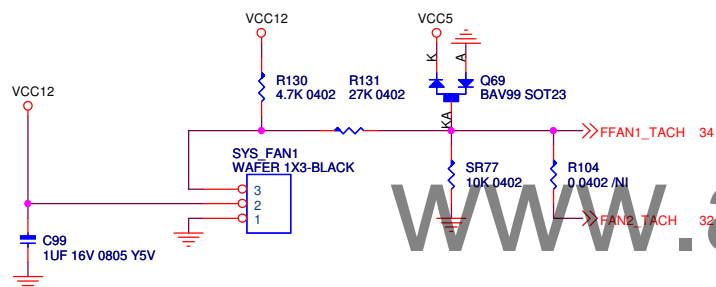 VCC12
VCC5
VCC12
R130
4.7K 0402
R131
27K 0402
K
A
Q69
BAV99 SOT23
KA
FFAN1_TACH 34
SYS_FAN1
WAFER 1X3-BLACK
3
2
1
SR77
10K 0402
R104
0 0402 /NI
FAN2_TACH 32
C99
1UF 16V 0805 Y5V
www.a